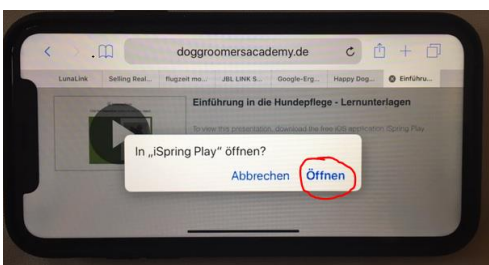 doggroomersacademy.de
LunaLink
Selling Real...
flugzeit mo...
JBL LINK S...
Google-Erg...
Happy Dog...
Einführu...
Einführung in die Hundepflege - Lernunterlagen
To view this presentation, download the free iOS application iSpring Play
In „iSpring Play“ öffnen?
Abbrechen Öffnen